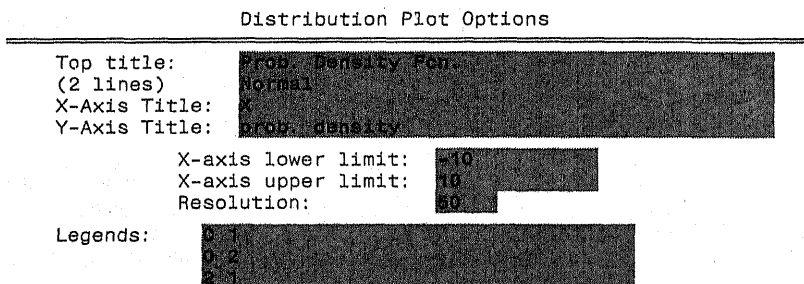 Distribution Plot Options
Top title: Prob. Density Fcn.
(2 lines) Normal
X-Axis Title: X
Y-Axis Title: prob. density
X-axis lower limit: -10
X-axis upper limit: 10
Resolution: 50
Legends: 0 1
0 2
2 1